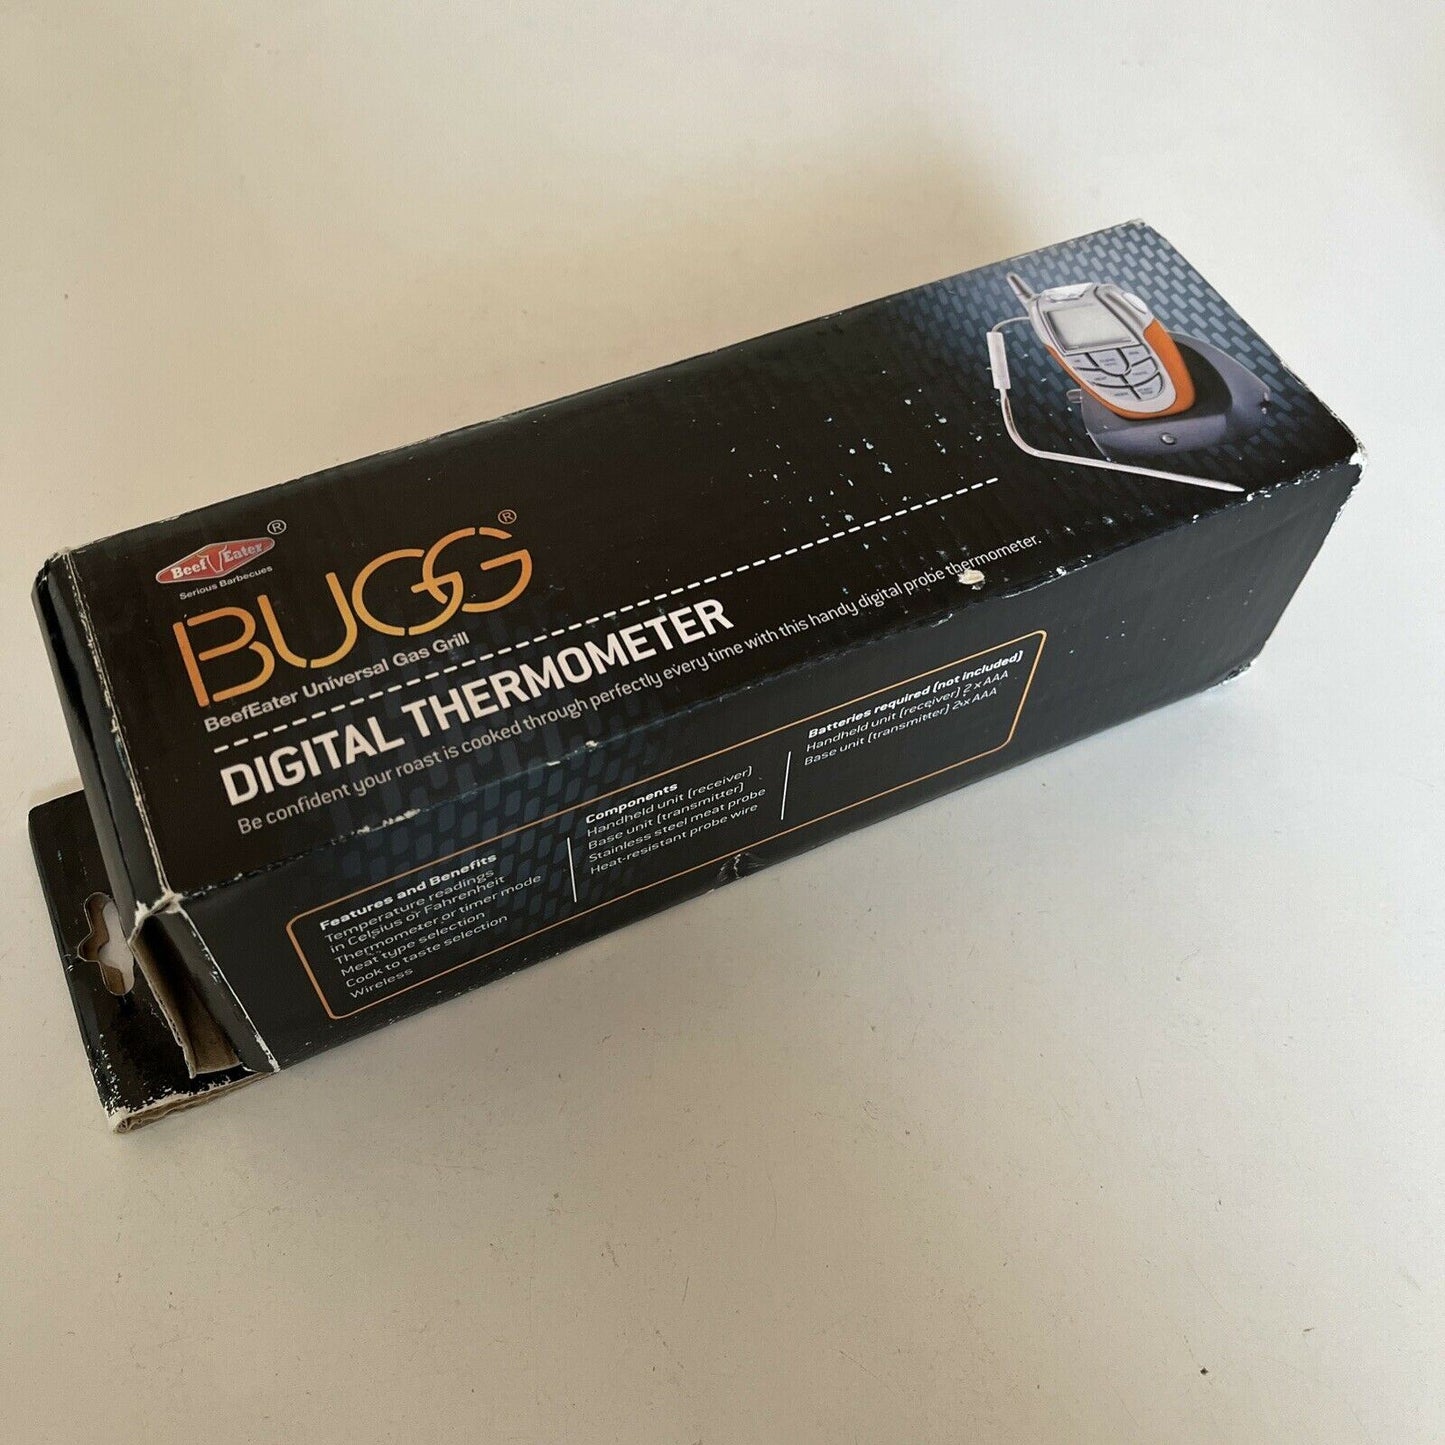 BeefEater ®
Serious Barbecues
BUGG®
BeefEater Universal Gas Grill
DIGITAL THERMOMETER
Be confident your roast is cooked through perfectly every time with this handy digital probe thermometer.
Features and Benefits
Temperature readings
in Celsius or Fahrenheit
Thermometer or timer mode
Meat type selection
Cook to taste selection
Wireless
Components
Handheld unit (receiver)
Base unit (transmitter)
Stainless steel meat probe
Heat-resistant probe wire
Batteries required (not included)
Handheld unit (receiver) 2 x AAA
Base unit (transmitter) 2 x AAA